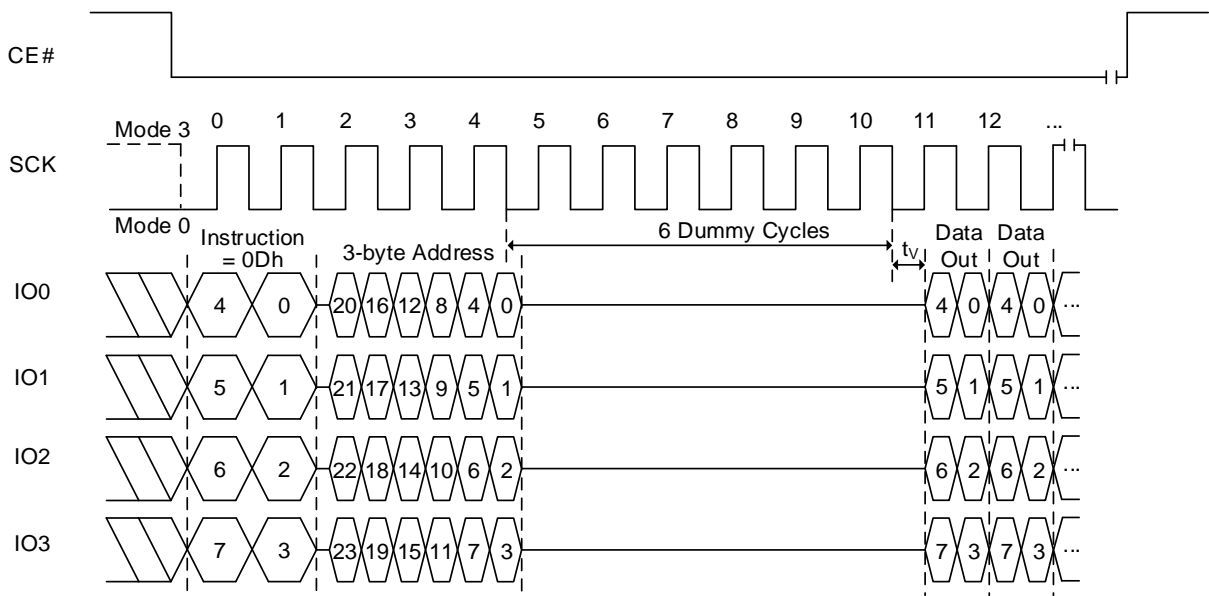 CE#
Mode 3 0 1 2 3 4 5 6 7 8 9 10 11 12 ...
SCK
Mode 0
Instruction = 0Dh
3-byte Address
6 Dummy Cycles
tV
Data Out
Data Out
IO0 4 0 20 16 12 8 4 0 4 0 4 0 ...
IO1 5 1 21 17 13 9 5 1 5 1 5 1 ...
IO2 6 2 22 18 14 10 6 2 6 2 6 2 ...
IO3 7 3 23 19 15 11 7 3 7 3 7 3 ...